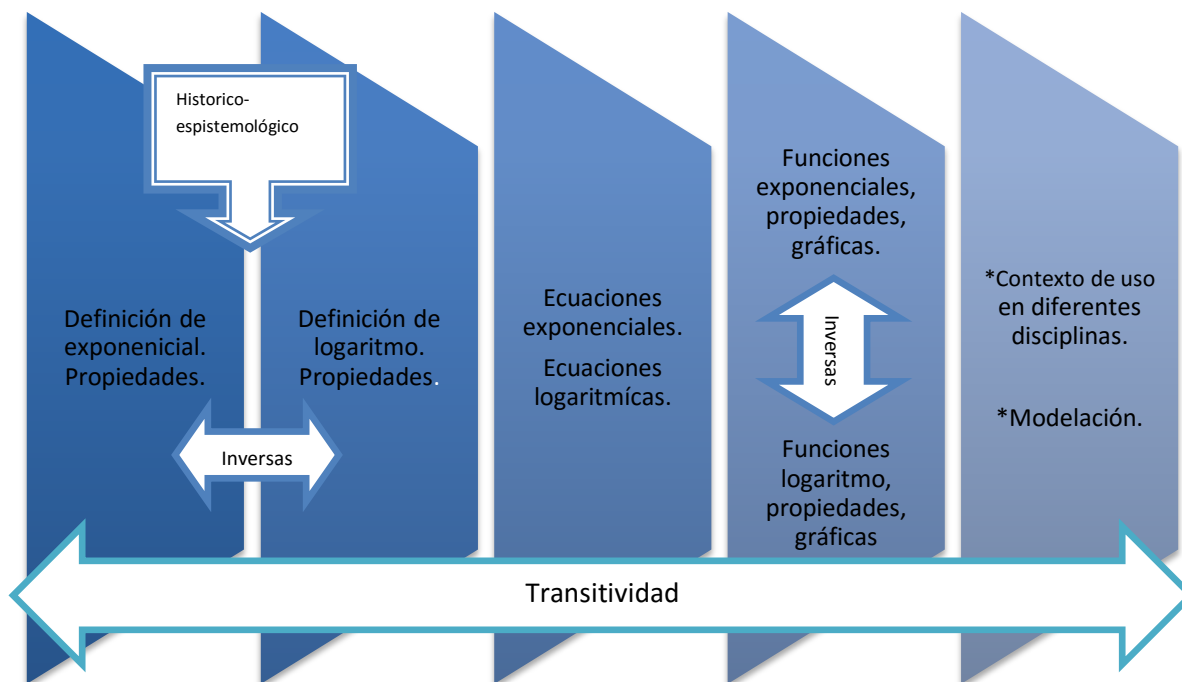 Historico-
espistemológico
Definición de
exponenicial.
Propiedades.
Definición de
logaritmo.
Propiedades.
Inversas
Ecuaciones
exponenciales.
Ecuaciones
logaritmícas.
Funciones
exponenciales,
propiedades,
gráficas.
Inversas
Funciones
logaritmo,
propiedades,
gráficas
*Contexto de uso
en diferentes
disciplinas.
*Modelación.
Transitividad